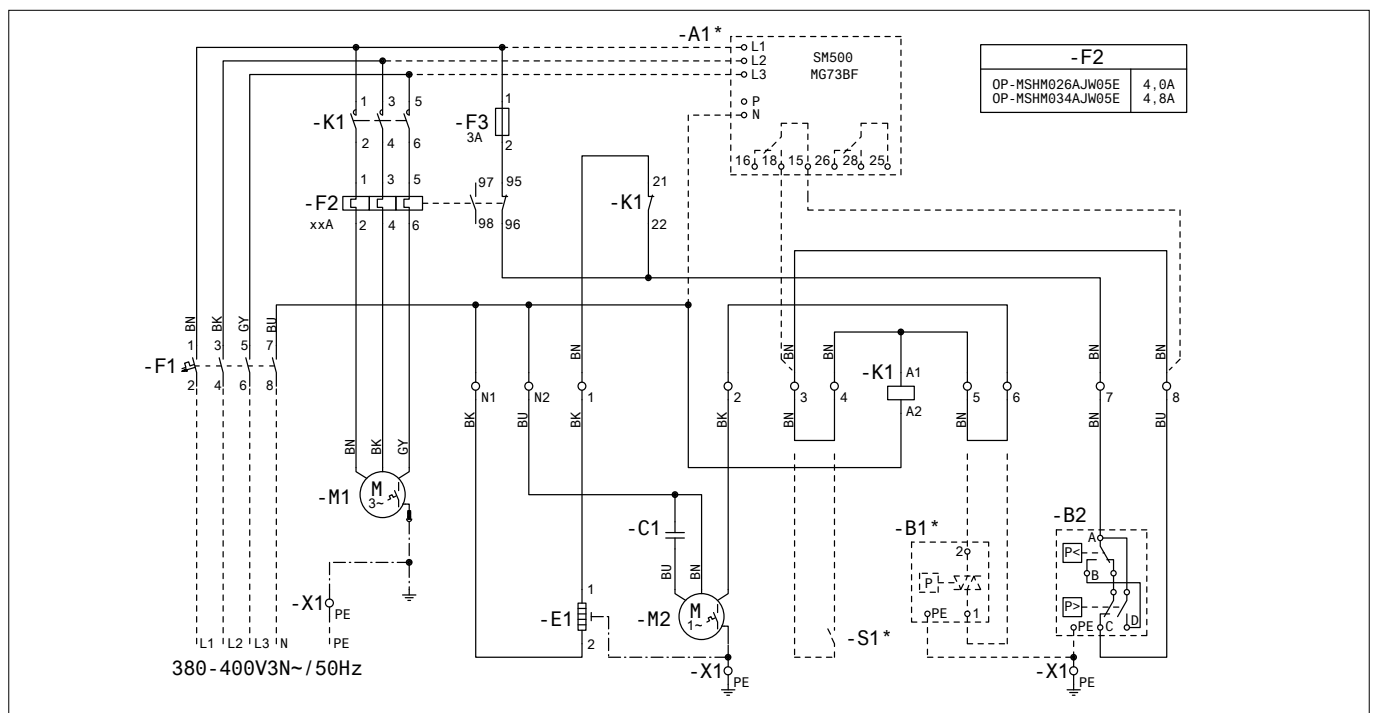 -A1*
L1
L2
L3
P
N
SM500
MG73BF
16 18 15 26 28 25
-F2
OP-MSHM026AJW05E 4,0A
OP-MSHM034AJW05E 4,8A
1 3 5
-K1
2 4 6
1
-F3
3A
2
1 3 5
-F2
xxA
2 4 6
97 95
98 96
21
-K1
22
BN BK GY BU
1 3 5 7
-F1
2 4 6 8
BN BK GY
M
3~
-M1
-X1
PE
L1 L2 L3 N PE
380-400V3N~/50Hz
BN BN BN BN BN
N1 N2 1 2 3 4
-K1
A1
A2
5 6 7 8
BK BU BK BK BN BN BN BU
-C1
BU BN
1
-E1
2
M
1~
-M2
-X1
PE
-S1*
-B1*
2
P
PE 1
-B2
A
P<
B
P>
PE C D
-X1
PE